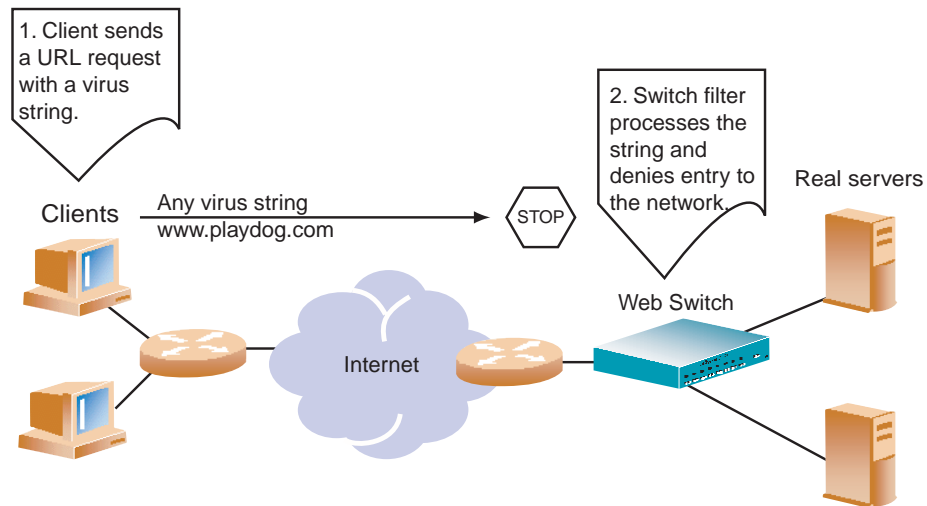 1. Client sends
a URL request
with a virus
string.
2. Switch filter
processes the
string and
denies entry to
the network.
Real servers
Clients
Any virus string
www.playdog.com
STOP
Web Switch
Internet